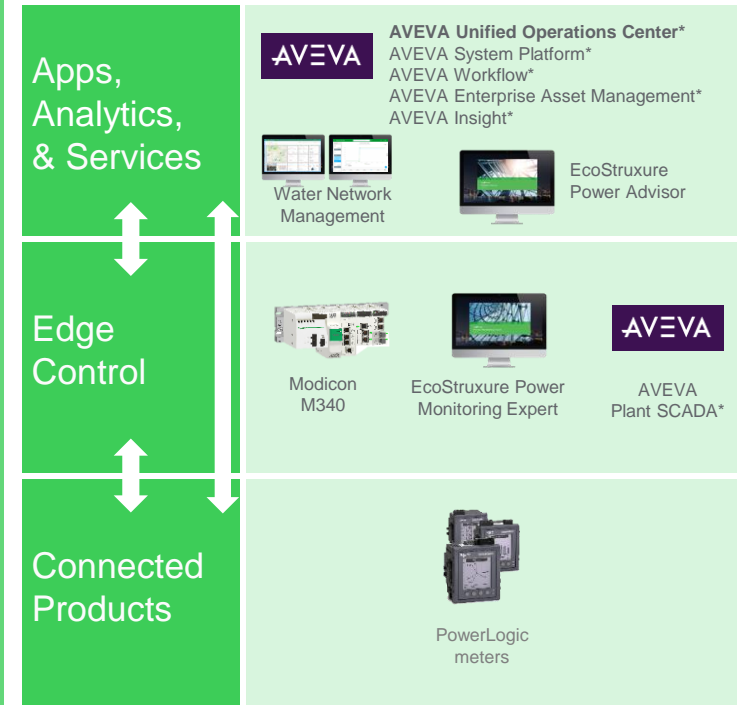 Apps,
Analytics,
& Services
AVEVA
AVEVA Unified Operations Center*
AVEVA System Platform*
AVEVA Workflow*
AVEVA Enterprise Asset Management*
AVEVA Insight*
Water Network
Management
EcoStruxure
Power Advisor
Edge
Control
Modicon
M340
EcoStruxure Power
Monitoring Expert
AVEVA
AVEVA
Plant SCADA*
Connected
Products
PowerLogic
meters